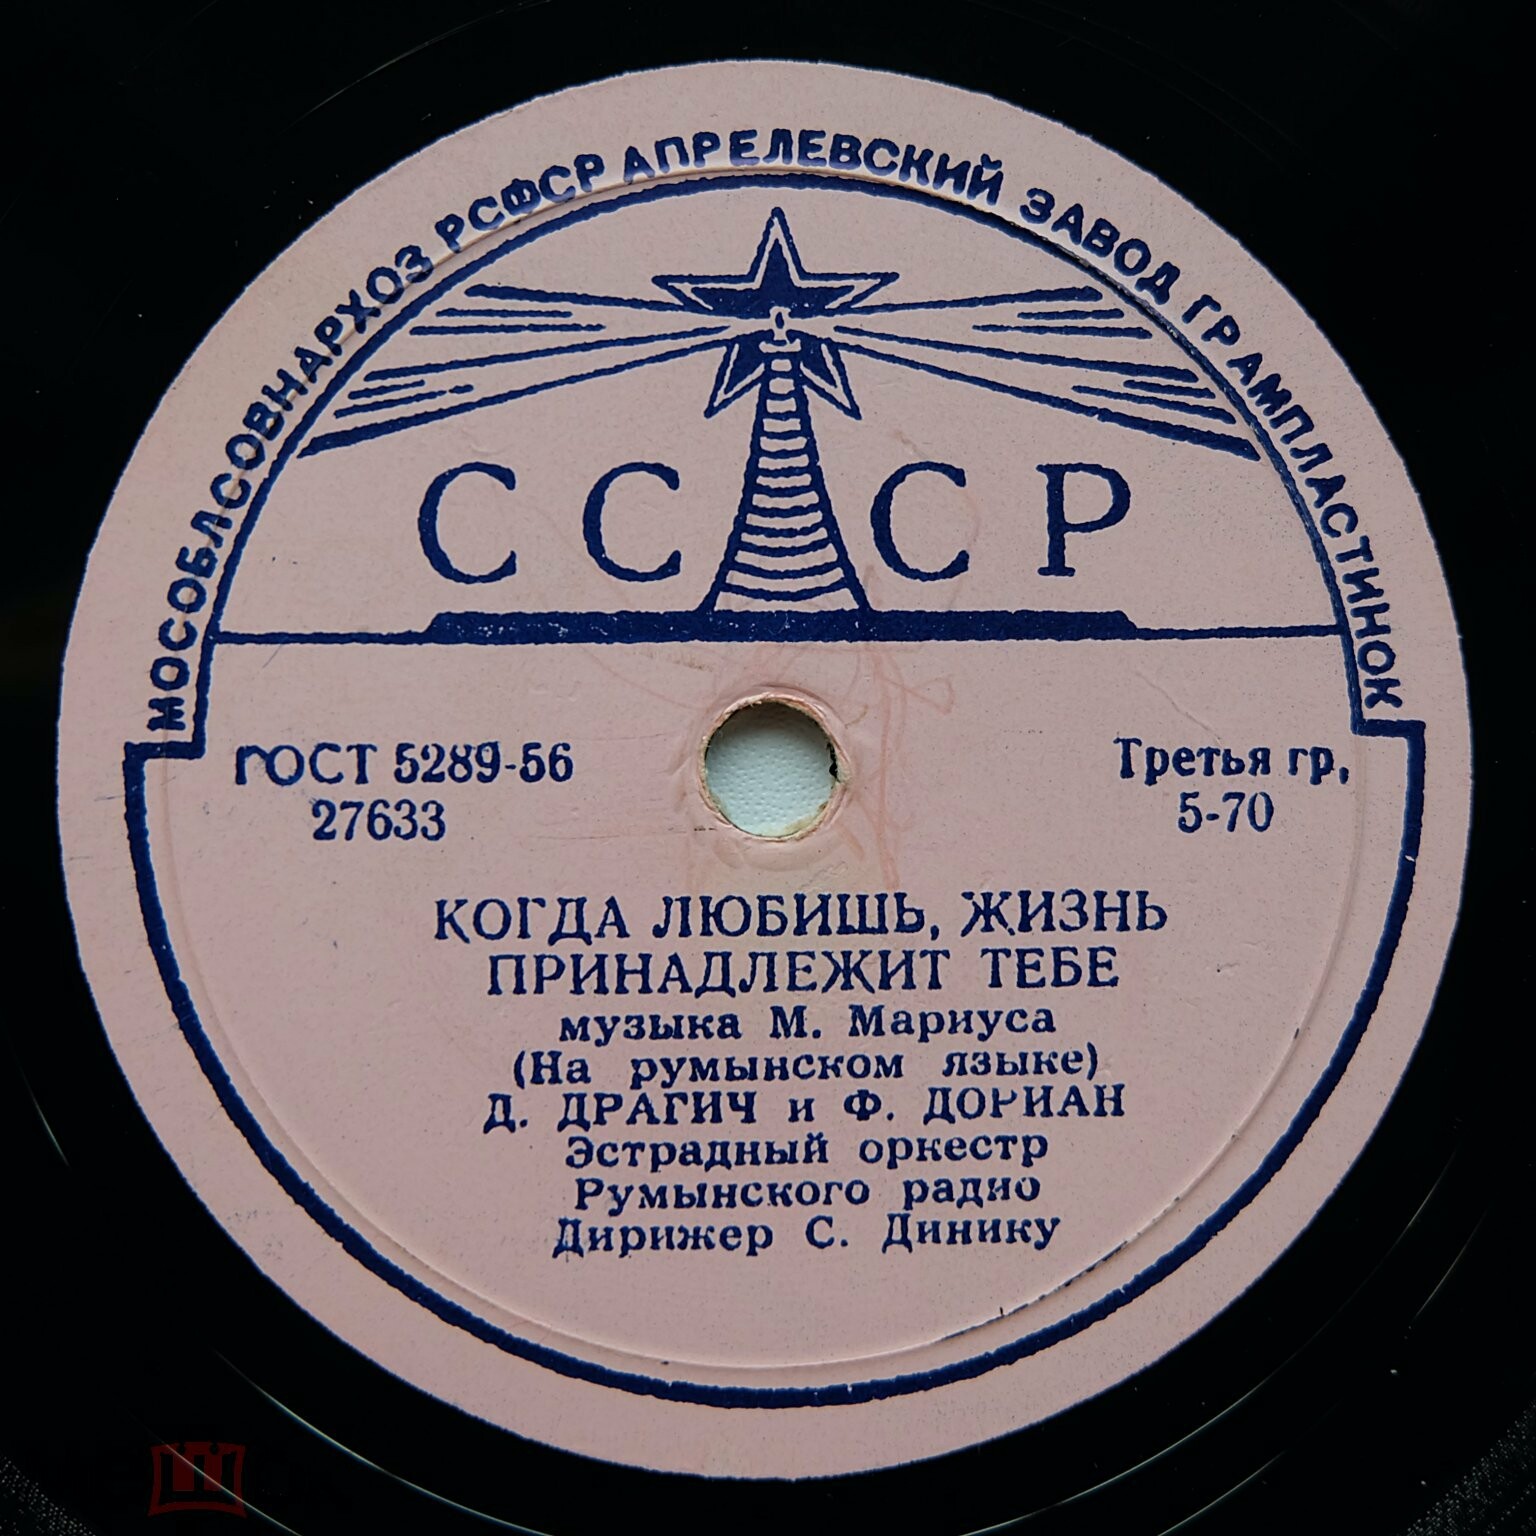 МОСОБЛСОВНАРХОЗ РСФСР АПРЕЛЕВСКИЙ ЗАВОД ГРАМПЛАСТИНОК
СССР
ГОСТ 5289-56
27633
Третья гр,
5-70
КОГДА ЛЮБИШЬ, ЖИЗНЬ
ПРИНАДЛЕЖИТ ТЕБЕ
музыка М. Мариуса
(На румынском языке)
Д. ДРАГИЧ и Ф. ДОРИАН
Эстрадный оркестр
Румынского радио
Дирижер С. Динику